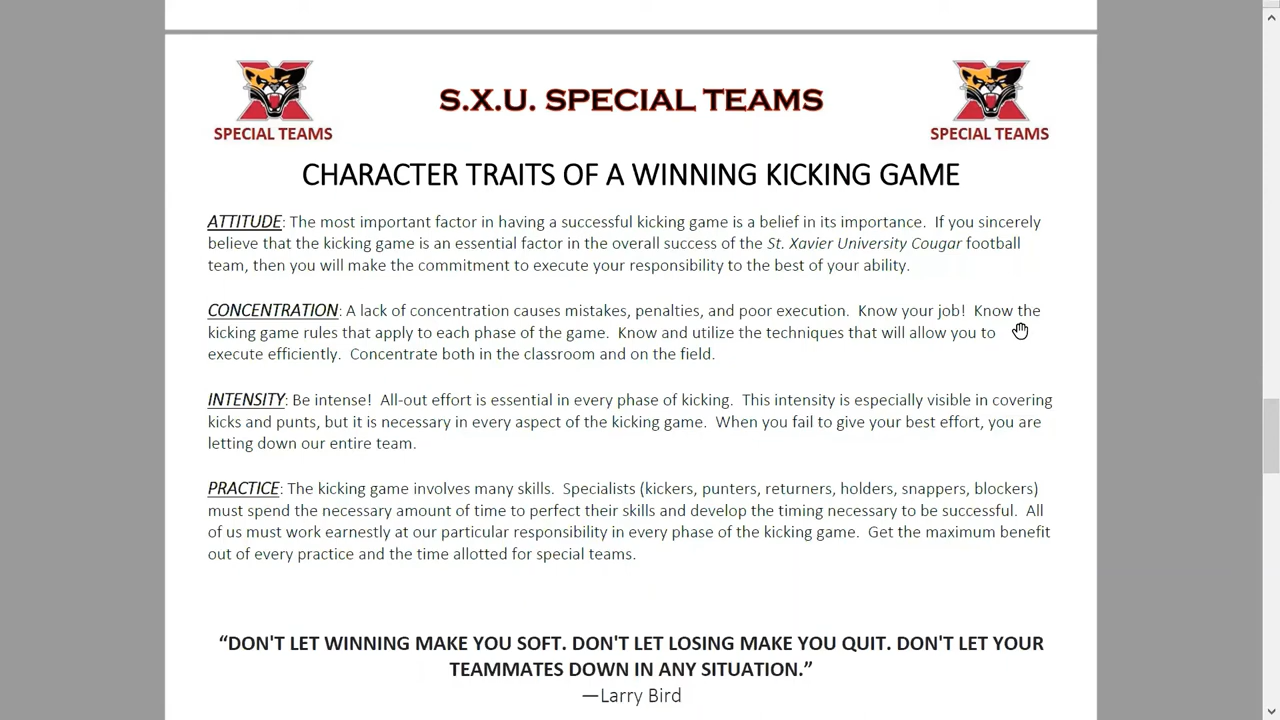 S.X.U. SPECIAL TEAMS
SPECIAL TEAMS
SPECIAL TEAMS
CHARACTER TRAITS OF A WINNING KICKING GAME
ATTITUDE: The most important factor in having a successful kicking game is a belief in its importance. If you sincerely
believe that the kicking game is an essential factor in the overall success of the St. Xavier University Cougar football
team, then you will make the commitment to execute your responsibility to the best of your ability.
CONCENTRATION: A lack of concentration causes mistakes, penalties, and poor execution. Know your job! Know the
kicking game rules that apply to each phase of the game. Know and utilize the techniques that will allow you to
execute efficiently. Concentrate both in the classroom and on the field.
INTENSITY: Be intense! All-out effort is essential in every phase of kicking. This intensity is especially visible in covering
kicks and punts, but it is necessary in every aspect of the kicking game. When you fail to give your best effort, you are
letting down our entire team.
PRACTICE: The kicking game involves many skills. Specialists (kickers, punters, returners, holders, snappers, blockers)
must spend the necessary amount of time to perfect their skills and develop the timing necessary to be successful. All
of us must work earnestly at our particular responsibility in every phase of the kicking game. Get the maximum benefit
out of every practice and the time allotted for special teams.
“DON'T LET WINNING MAKE YOU SOFT. DON'T LET LOSING MAKE YOU QUIT. DON'T LET YOUR
TEAMMATES DOWN IN ANY SITUATION.”
—Larry Bird